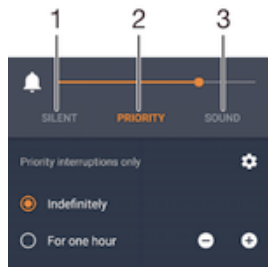 1 2 3
SILENT PRIORITY SOUND
Priority interruptions only
Indefinitely
For one hour